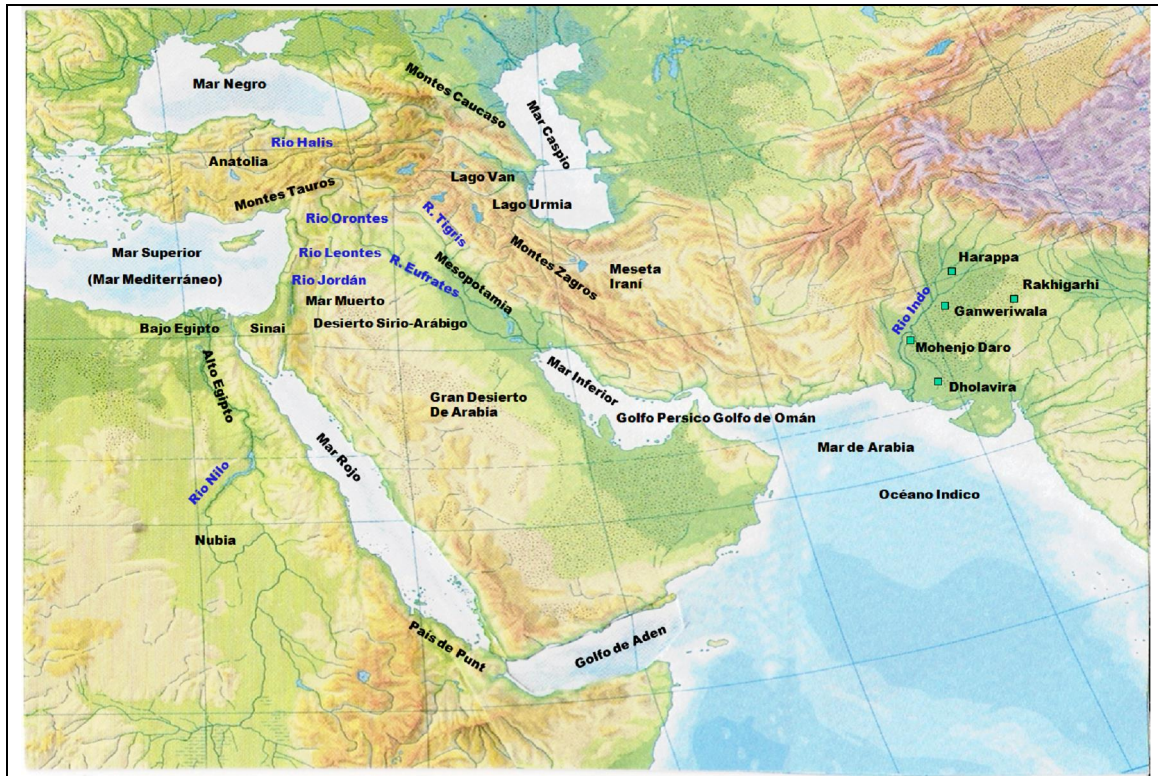 Mar Negro
Montes Caucaso
Mar Caspio
Rio Halis
Anatolia
Lago Van
Montes Tauros
Lago Urmia
Rio Orontes
R. Tigris
Mar Superior
(Mar Mediterráneo)
Rio Leontes
R. Eufrates
Mesopotamia
Montes Zagros
Meseta
Iraní
Harappa
Rio Jordán
Rakhigarhi
Mar Muerto
Ganweriwala
Rio Indo
Bajo Egipto
Sinai
Desierto Sirio-Arábigo
Mohenjo Daro
Alto Egipto
Mar Inferior
Dholavira
Gran Desierto
De Arabia
Golfo Persico Golfo de Omán
Mar Rojo
Mar de Arabia
Rio Nilo
Océano Indico
Nubia
País de Punt
Golfo de Aden